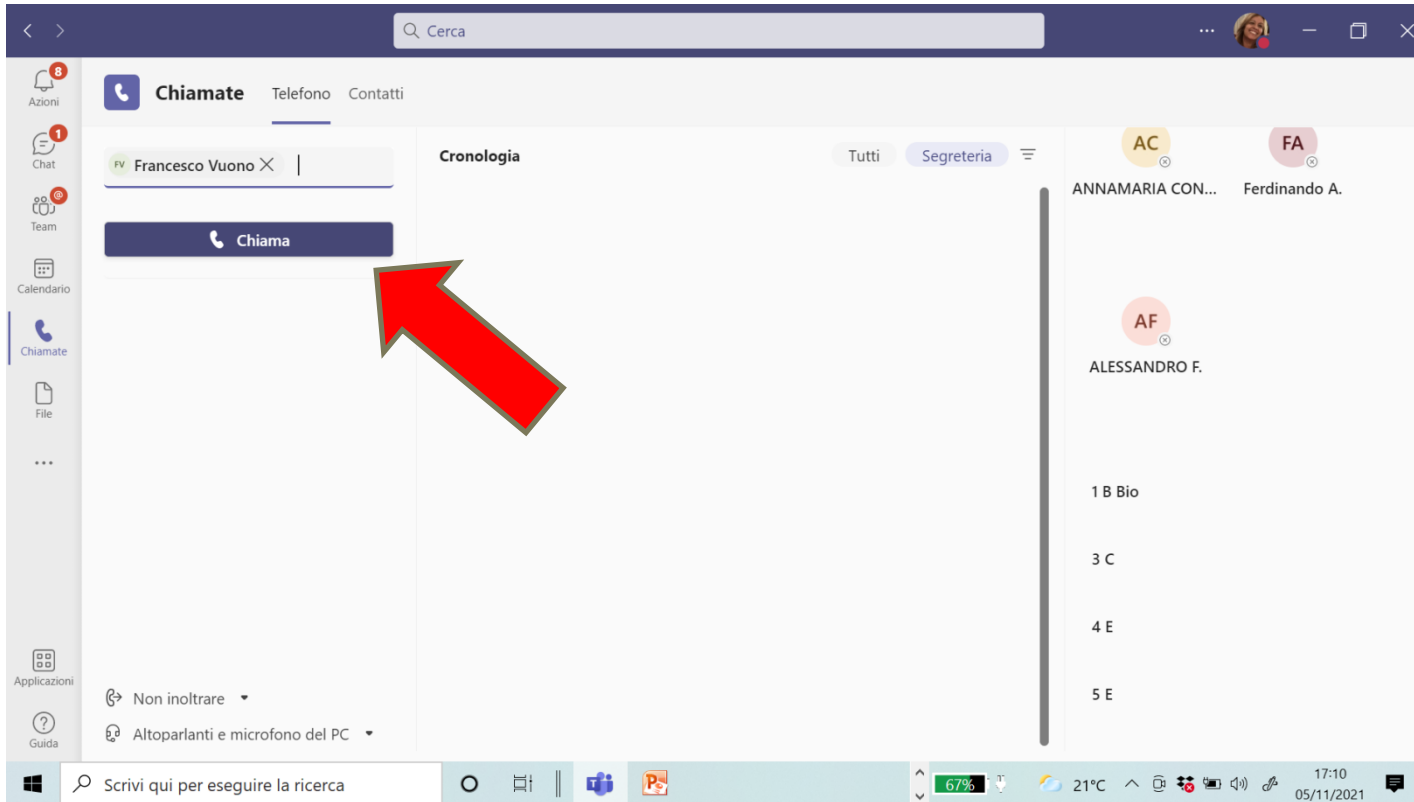 Cerca
8
Azioni
Chiamate Telefono Contatti
1
Chat
FV Francesco Vuono
Cronologia
Tutti Segreteria
AC
FA
ANNAMARIA CON... Ferdinando A.
@
Team
Chiama
Calendario
Chiamate
AF
ALESSANDRO F.
File
1 B Bio
3 C
4 E
Applicazioni
Non inoltrare
5 E
Guida
Altoparlanti e microfono del PC
Scrivi qui per eseguire la ricerca
67%
21°C
17:10
05/11/2021